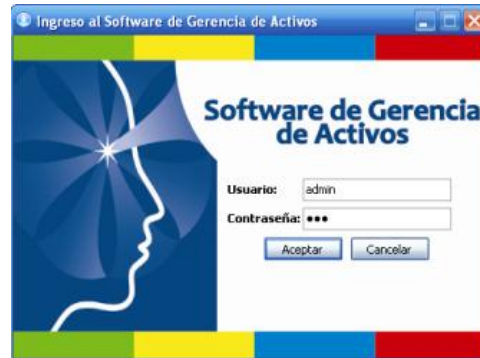 Ingreso al Software de Gerencia de Activos
Software de Gerencia
de Activos
Usuario: admin
Contraseña: •••
Aceptar Cancelar